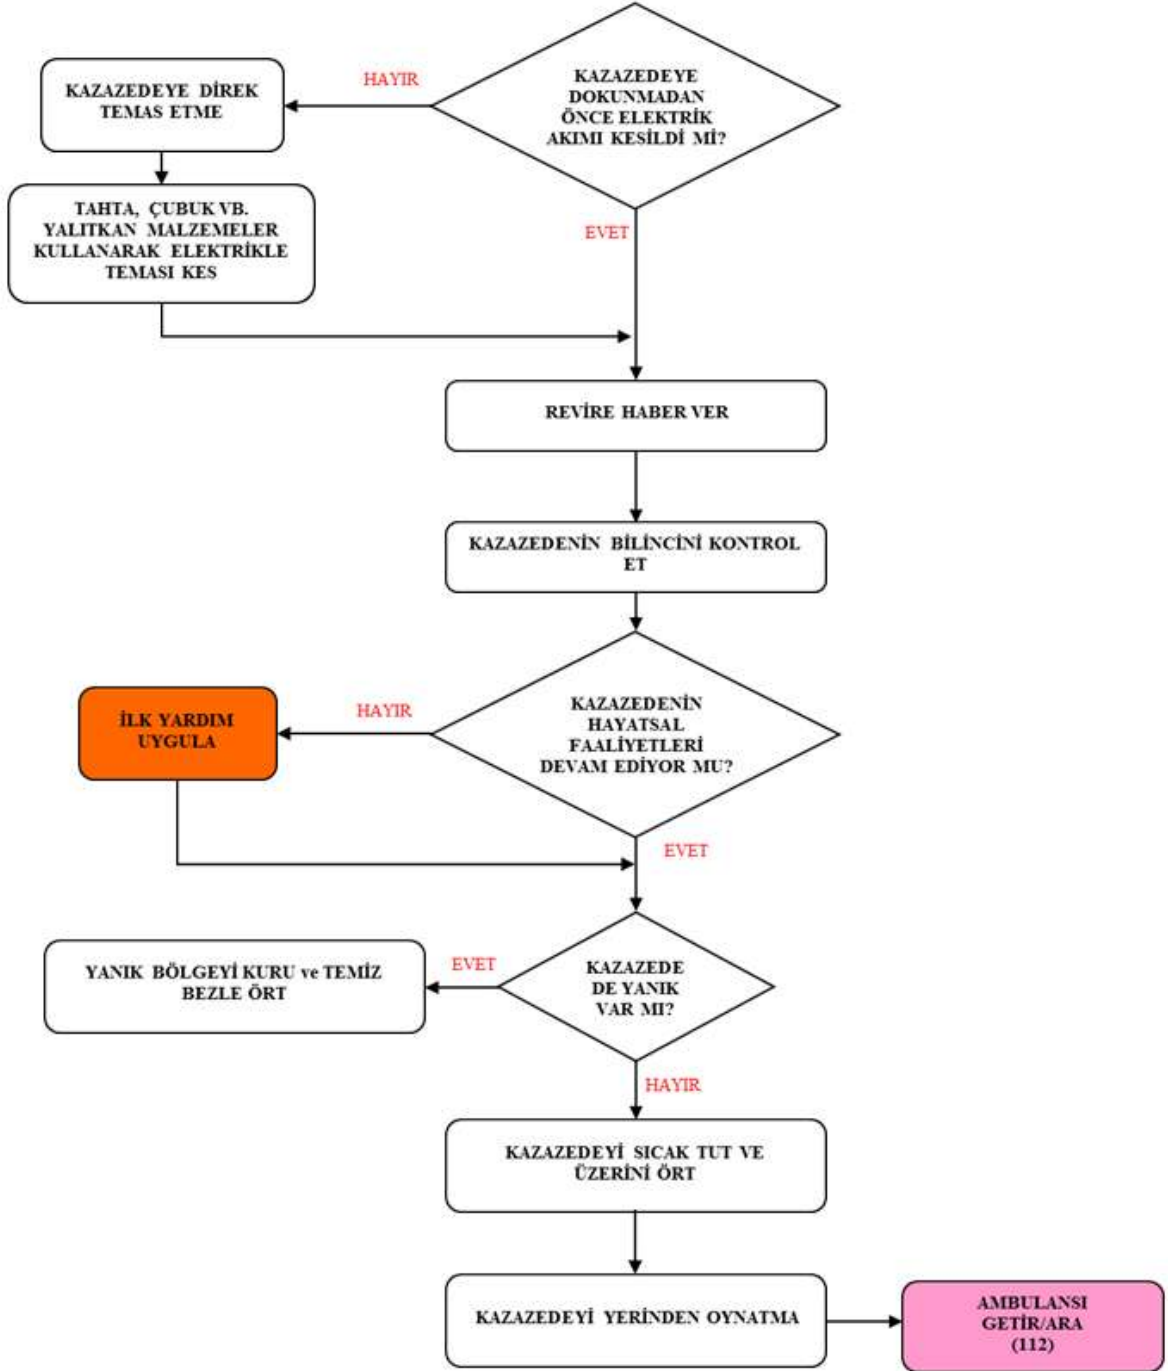 KAZAZEDEYE
DOKUNMADAN
ÖNCE ELEKTRİK
AKIMI KESİLDİ Mİ?
HAYIR
KAZAZEDEYE DİREK
TEMAS ETME
TAHTA, ÇUBUK VB.
YALITKAN MALZEMELER
KULLANARAK ELEKTRİKLE
TEMASI KES
EVET
REVİRE HABER VER
KAZAZEDENİN BİLİNCİNİ KONTROL
ET
KAZAZEDENİN
HAYATSAL
FAALİYETLERİ
DEVAM EDİYOR MU?
HAYIR
İLK YARDIM
UYGULA
EVET
KAZAZEDE
DE YANIK
VAR MI?
EVET
YANIK BÖLGEYİ KURU ve TEMİZ
BEZLE ÖRT
HAYIR
KAZAZEDEYİ SICAK TUT VE
ÜZERİNİ ÖRT
KAZAZEDEYİ YERİNDEN OYNATMA
AMBULANSI
GETİR/ARA
(112)